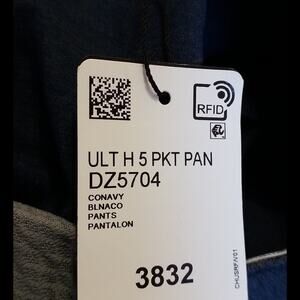 RFID
ULT H 5 PKT PAN
DZ5704
CONAVY
BLNACO
PANTS
PANTALON
3832